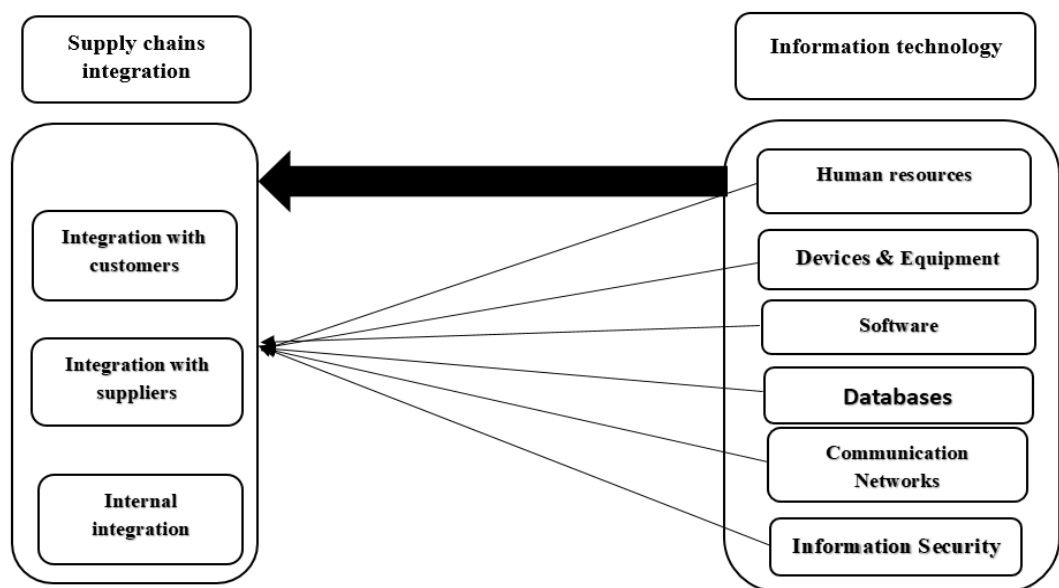 Supply chains
integration
Information technology
Integration with
customers
Integration with
suppliers
Internal
integration
Human resources
Devices & Equipment
Software
Databases
Communication
Networks
Information Security